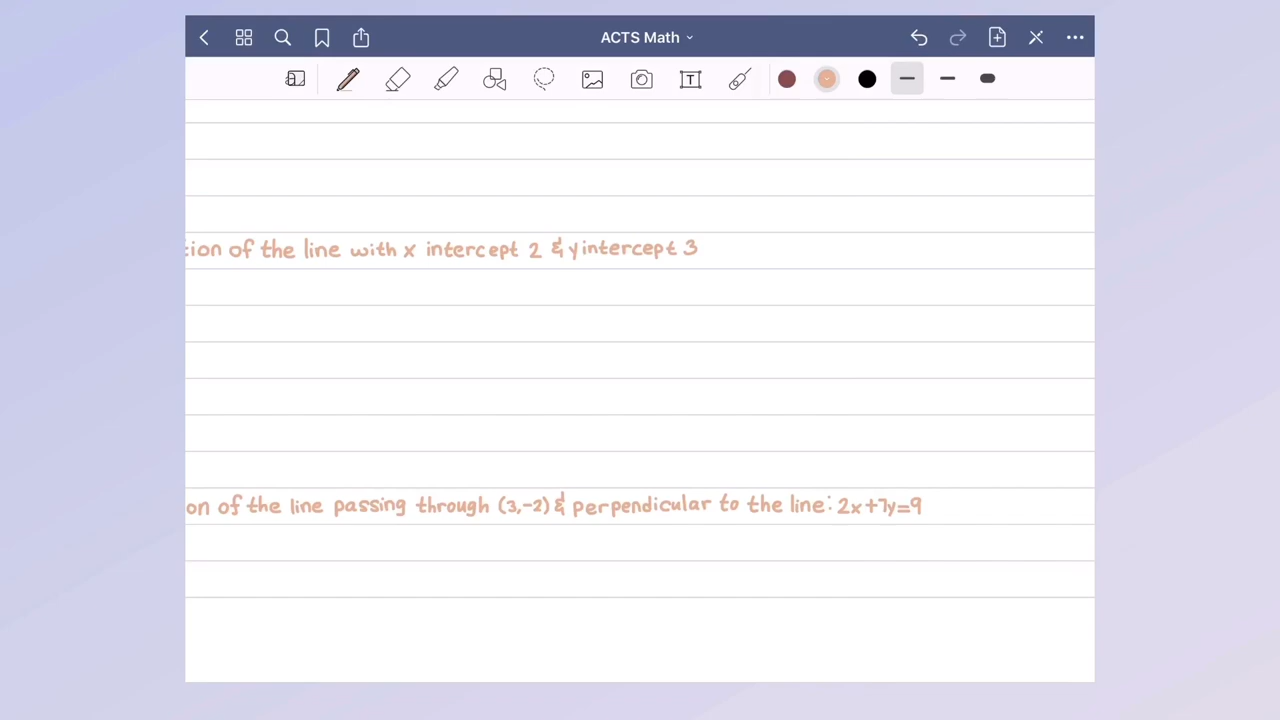 ACTS Math
T
tion of the line with x intercept 2 & y intercept 3
on of the line passing through (3,-2) & perpendicular to the line: 2x+7y=9